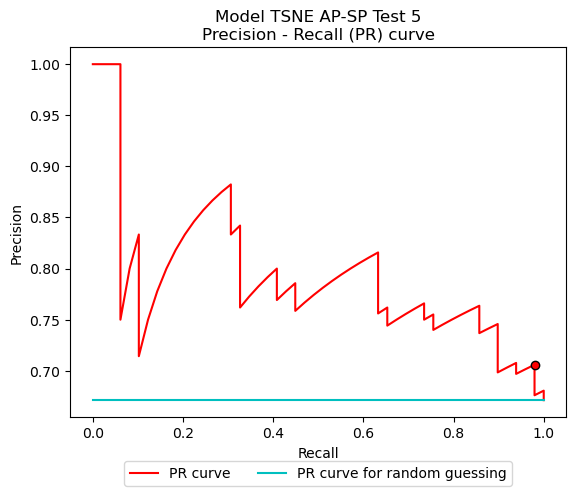 Model TSNE AP-SP Test 5
Precision - Recall (PR) curve
1.00
0.95
0.90
0.85
0.80
0.75
0.70
Precision
0.0 0.2 0.4 0.6 0.8 1.0
Recall
PR curve PR curve for random guessing